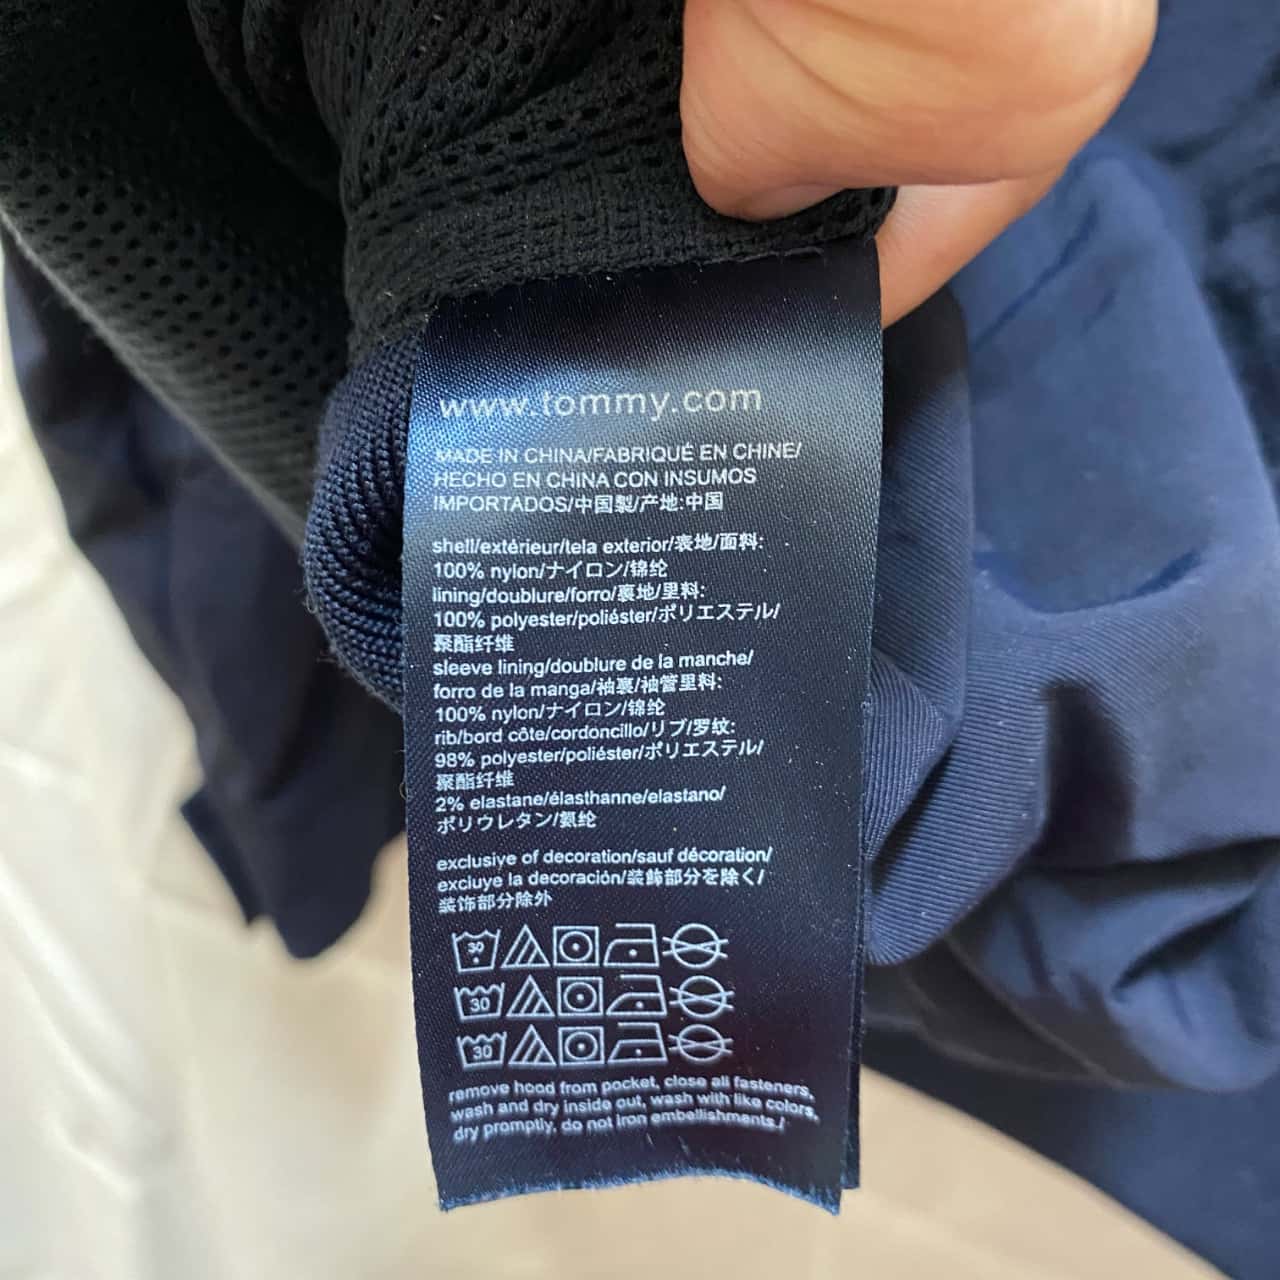 www.tommy.com
MADE IN CHINA/FABRIQUÉ EN CHINE/
HECHO EN CHINA CON INSUMOS
IMPORTADOS/中国製/产地:中国
shell/extérieur/tela exterior/表地/面料:
100% nylon/ナイロン/锦纶
lining/doublure/forro/裏地/里料:
100% polyester/poliéster/ポリエステル/
聚酯纤维
sleeve lining/doublure de la manche/
forro de la manga/袖裏/袖管里料:
100% nylon/ナイロン/锦纶
rib/bord côte/cordoncillo/リブ/罗纹:
98% polyester/poliéster/ポリエステル/
聚酯纤维
2% elastane/élasthanne/elastano/
ポリウレタン/氨纶
exclusive of decoration/sauf décoration/
excluye la decoración/装飾部分を除く/
装饰部分除外
30
30
30
remove hood from pocket, close all fasteners,
wash and dry inside out, wash with like colors,
dry promptly, do not iron embellishments./